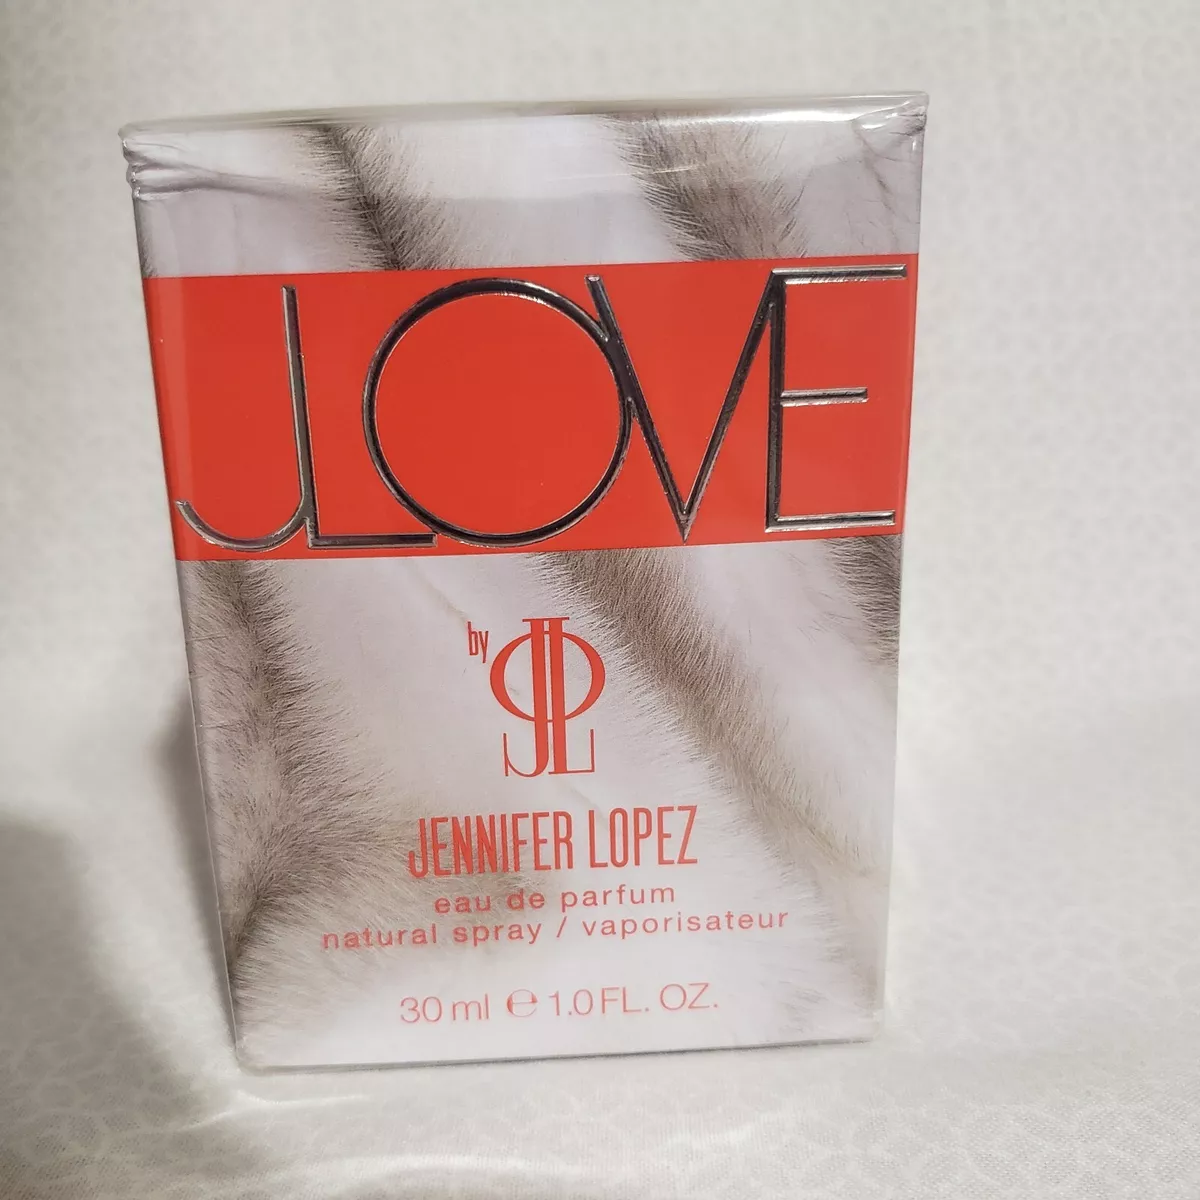 JLOVE
by JL
JENNIFER LOPEZ
eau de parfum
natural spray / vaporisateur
30 ml ℮ 1.0 FL. OZ.